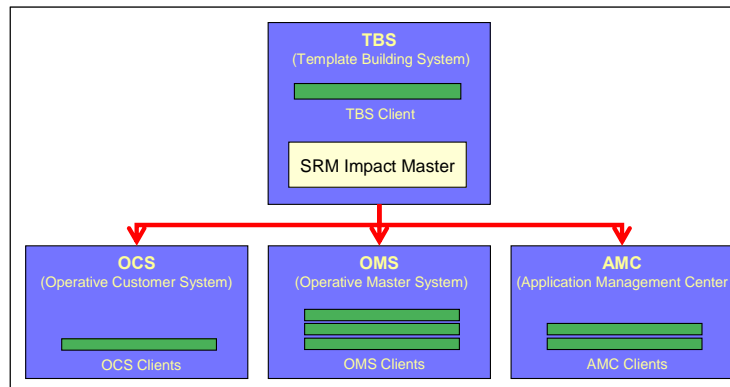 TBS
(Template Building System)
TBS Client
SRM Impact Master
OCS
(Operative Customer System)
OCS Clients
OMS
(Operative Master System)
OMS Clients
AMC
(Application Management Center)
AMC Clients